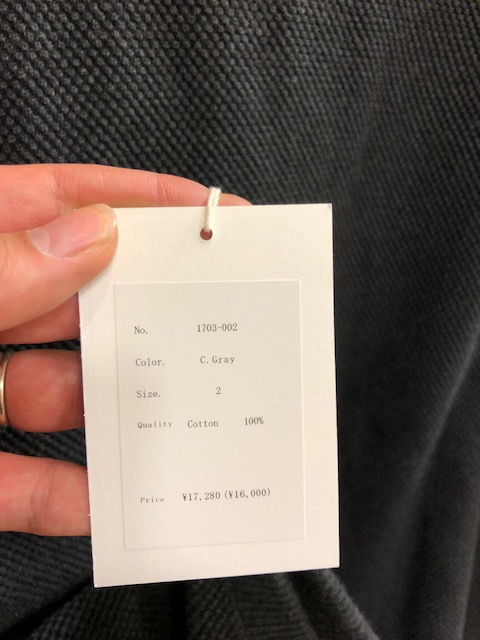 No. 1703-002
Color. C.Gray
Size. 2
Quality Cotton 100%
Price ¥17,280 (¥16,000)